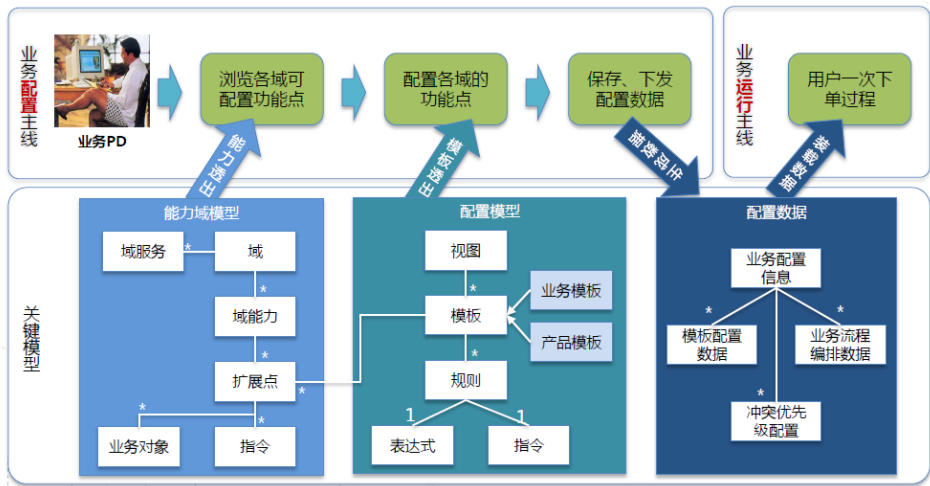 业务配置主线
业务PD
浏览各域可
配置功能点
配置各域的
功能点
保存、下发
配置数据
业务运行主线
用户一次下
单过程
能力透出
模板透出
生成数据
装载数据
关键模型
能力域模型
域服务
*
域
*
域能力
*
扩展点
*
*
*
业务对象
指令
配置模型
视图
*
模板
业务模板
产品模板
*
规则
1
1
表达式
指令
配置数据
业务配置
信息
*
*
模板配置
数据
业务流程
编排数据
*
冲突优先
级配置